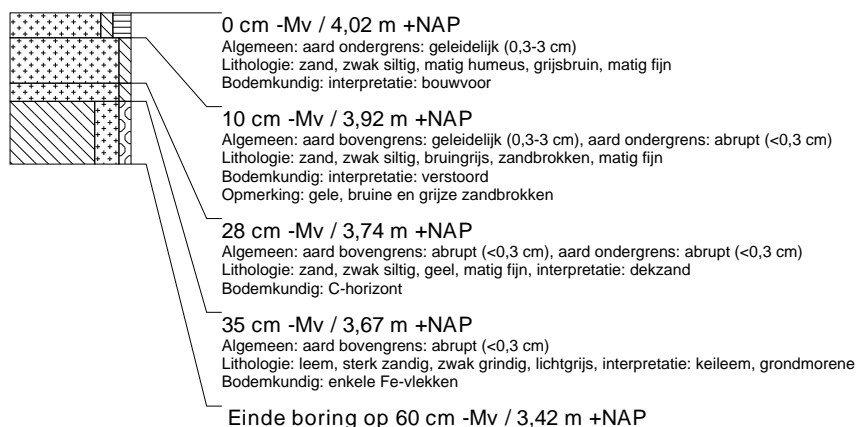 0 cm -Mv / 4,02 m +NAP
Algemeen: aard ondergrens: geleidelijk (0,3-3 cm)
Lithologie: zand, zwak siltig, matig humeus, grijsbruin, matig fijn
Bodemkundig: interpretatie: bouwvoor
10 cm -Mv / 3,92 m +NAP
Algemeen: aard bovengrens: geleidelijk (0,3-3 cm), aard ondergrens: abrupt (<0,3 cm)
Lithologie: zand, zwak siltig, bruingrijs, zandbrokken, matig fijn
Bodemkundig: interpretatie: verstoord
Opmerking: gele, bruine en grijze zandbrokken
28 cm -Mv / 3,74 m +NAP
Algemeen: aard bovengrens: abrupt (<0,3 cm), aard ondergrens: abrupt (<0,3 cm)
Lithologie: zand, zwak siltig, geel, matig fijn, interpretatie: dekzand
Bodemkundig: C-horizont
35 cm -Mv / 3,67 m +NAP
Algemeen: aard bovengrens: abrupt (<0,3 cm)
Lithologie: leem, sterk zandig, zwak grindig, lichtgrijs, interpretatie: keileem, grondmorene
Bodemkundig: enkele Fe-vlekken
Einde boring op 60 cm -Mv / 3,42 m +NAP